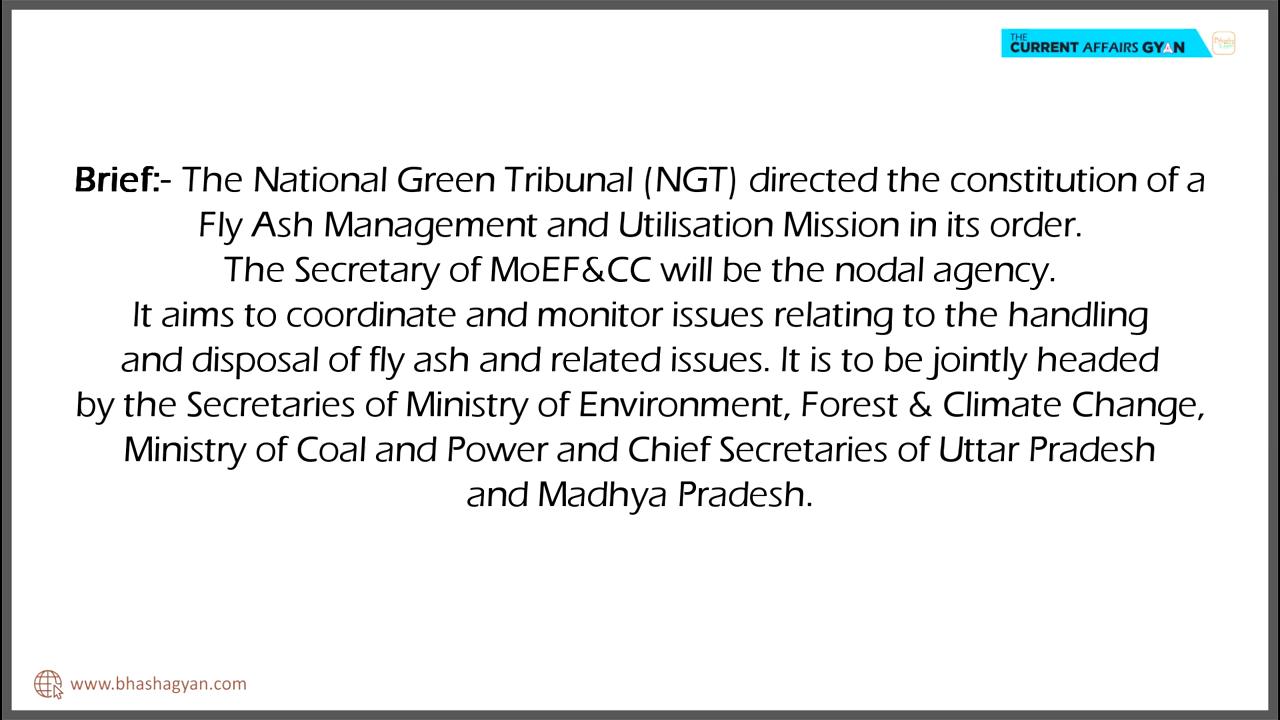 THE
CURRENT AFFAIRS GYAN
Brief:- The National Green Tribunal (NGT) directed the constitution of a
Fly Ash Management and Utilisation Mission in its order.
The Secretary of MoEF&CC will be the nodal agency.
It aims to coordinate and monitor issues relating to the handling
and disposal of fly ash and related issues. It is to be jointly headed
by the Secretaries of Ministry of Environment, Forest & Climate Change,
Ministry of Coal and Power and Chief Secretaries of Uttar Pradesh
and Madhya Pradesh.
www.bhashagyan.com